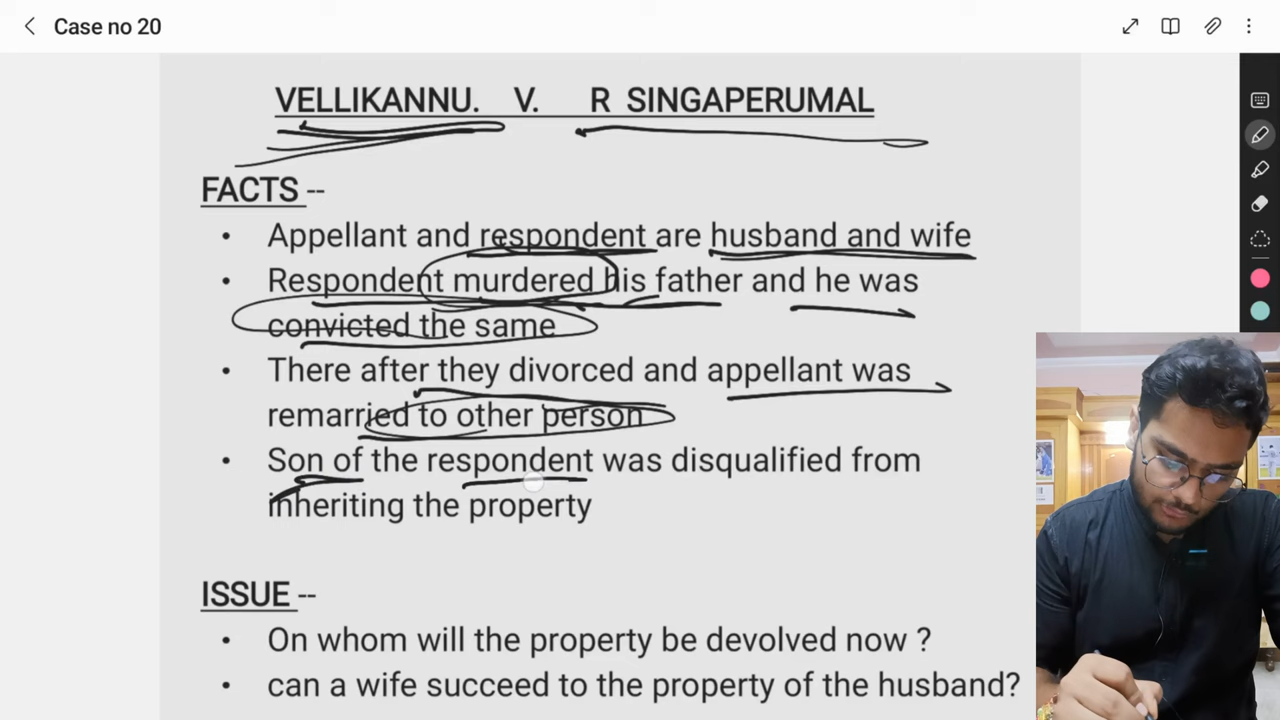 Case no 20
VELLIKANNU. V. R SINGAPERUMAL
FACTS --
• Appellant and respondent are husband and wife
• Respondent murdered his father and he was
convicted the same
• There after they divorced and appellant was
remarried to other person
• Son of the respondent was disqualified from
inheriting the property
ISSUE --
• On whom will the property be devolved now ?
• can a wife succeed to the property of the husband?